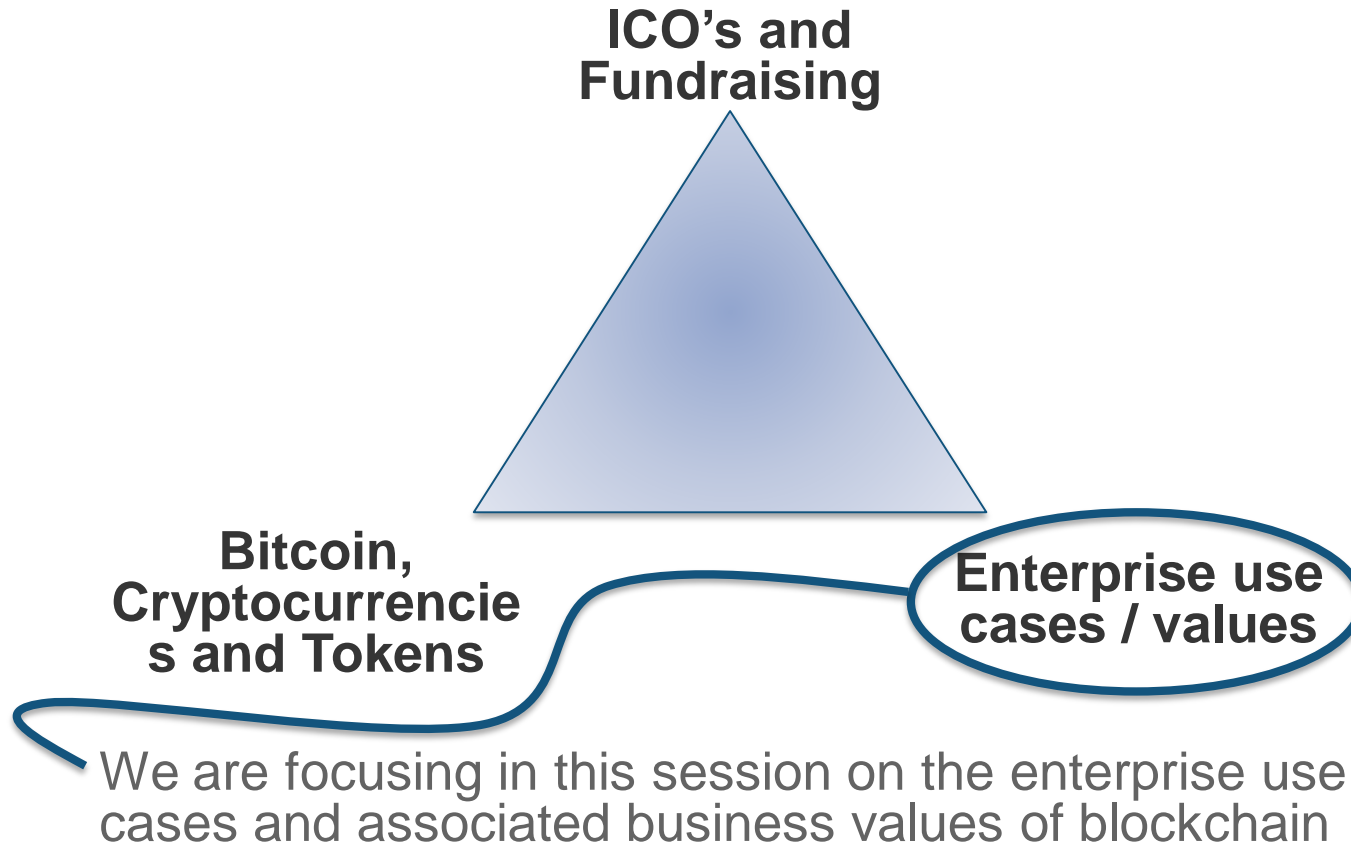 ICO’s and
Fundraising
Bitcoin,
Cryptocurrencie
s and Tokens
Enterprise use
cases / values
We are focusing in this session on the enterprise use
cases and associated business values of blockchain